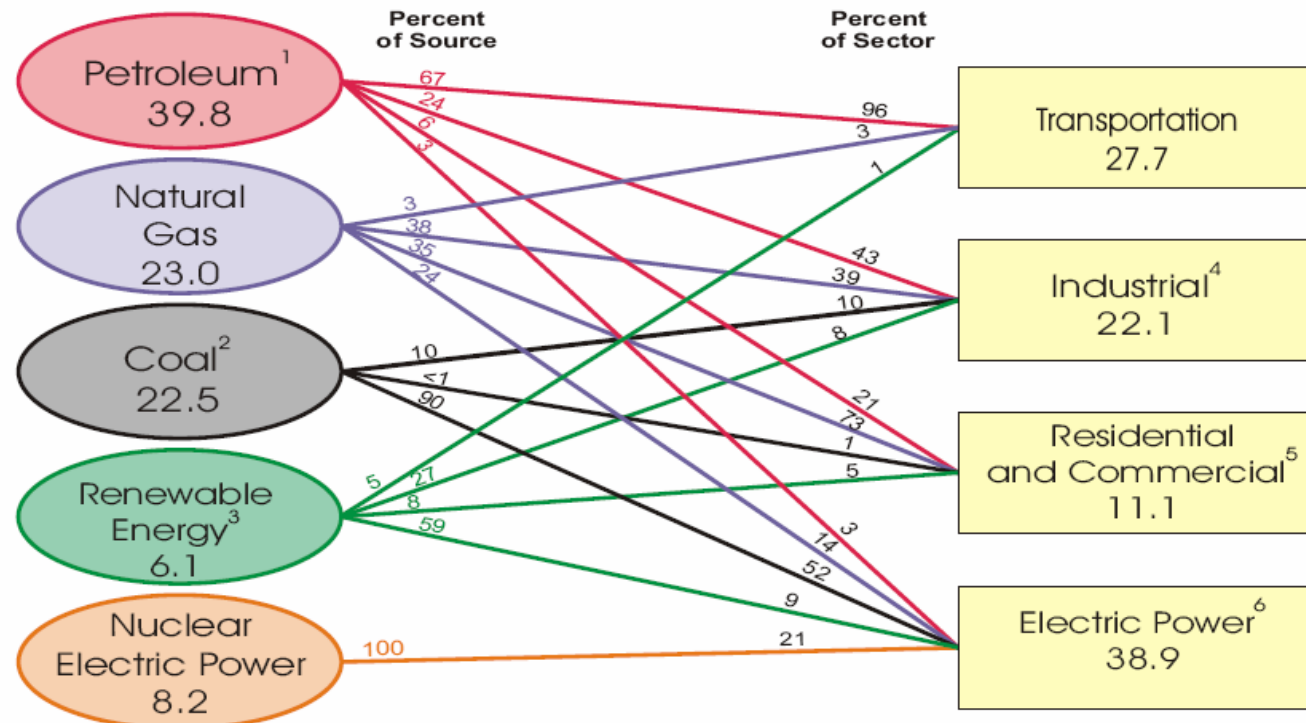 Percent
of Source
Percent
of Sector
Petroleum1
39.8
Natural
Gas
23.0
Coal2
22.5
Renewable
Energy3
6.1
Nuclear
Electric Power
8.2
67
24
6
3
3
38
35
24
10
<1
90
5
27
8
59
100
96
3
1
43
39
10
8
21
73
1
5
3
14
52
9
21
Transportation
27.7
Industrial4
22.1
Residential
and Commercial5
11.1
Electric Power6
38.9